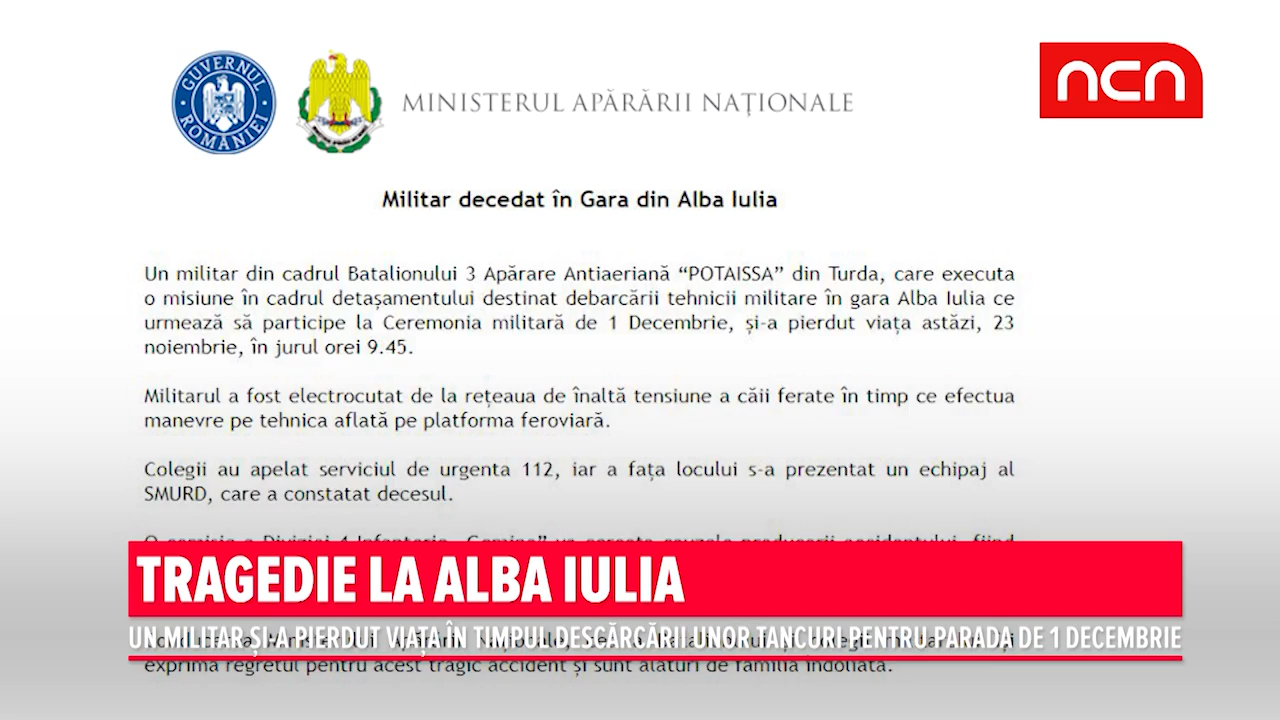 GUVERNUL ROMÂNIEI
MINISTERUL APĂRĂRII NAȚIONALE
ncn
Militar decedat în Gara din Alba Iulia
Un militar din cadrul Batalionului 3 Apărare Antiaeriană “POTAISSA” din Turda, care executa
o misiune în cadrul detașamentului destinat debarcării tehnicii militare în gara Alba Iulia ce
urmează să participe la Ceremonia militară de 1 Decembrie, și-a pierdut viața astăzi, 23
noiembrie, în jurul orei 9.45.
Militarul a fost electrocutat de la rețeaua de înaltă tensiune a căii ferate în timp ce efectua
manevre pe tehnica aflată pe platforma feroviară.
Colegii au apelat serviciul de urgenta 112, iar a fața locului s-a prezentat un echipaj al
SMURD, care a constatat decesul.
O comisie a Diviziei 4 Infanterie
TRAGEDIE LA ALBA IULIA
UN MILITAR ȘI-A PIERDUT VIAȚA ÎN TIMPUL DESCĂRCĂRII UNOR TANCURI PENTRU PARADA DE 1 DECEMBRIE
exprima regretul pentru acest tragic accident și sunt alături de familia îndoliată.